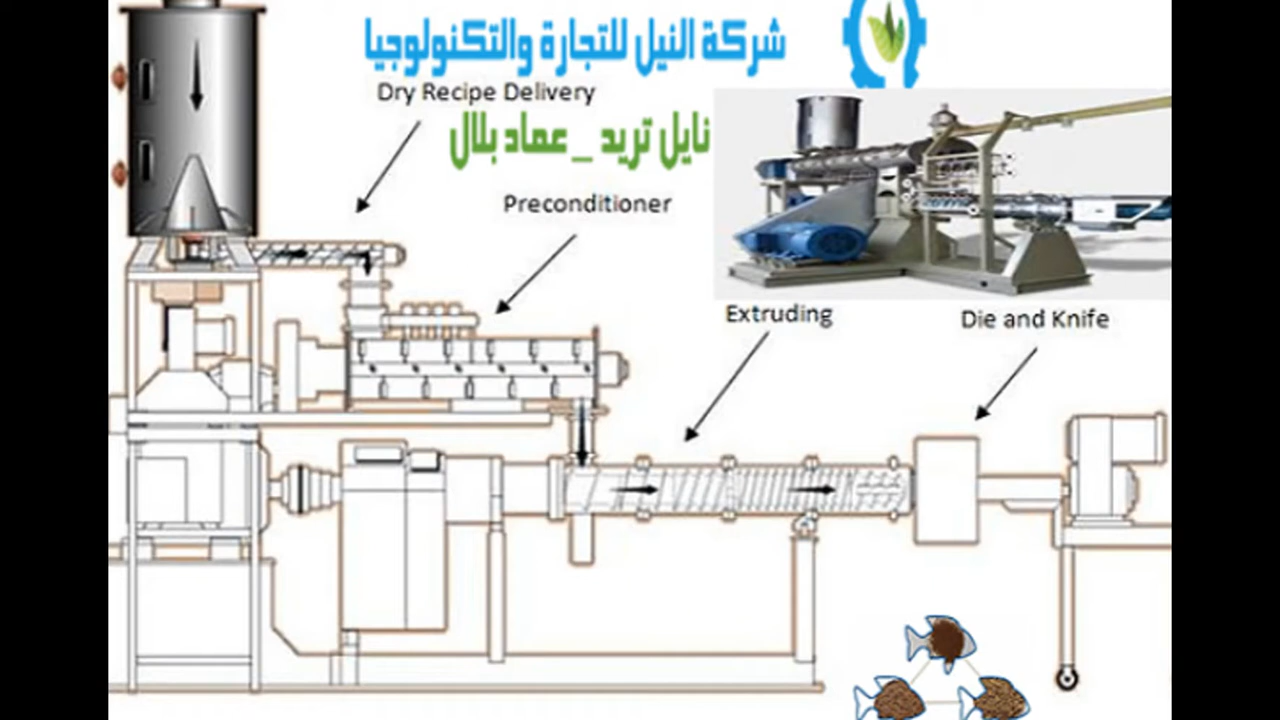 شركة النيل للتجارة والتكنولوجيا
Dry Recipe Delivery
نايل تريد _ عماد بلال
Preconditioner
Extruding
Die and Knife